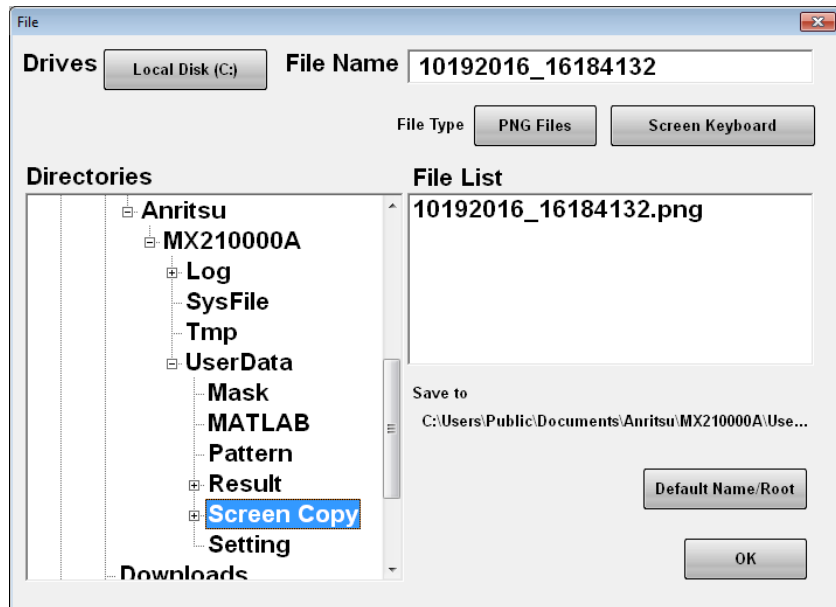 File
Drives Local Disk (C:) File Name 10192016_16184132
File Type PNG Files Screen Keyboard
Directories
Anritsu
MX210000A
Log
SysFile
Tmp
UserData
Mask
MATLAB
Pattern
Result
Screen Copy
Setting
Downloads
File List
10192016_16184132.png
Save to
C:\Users\Public\Documents\Anritsu\MX210000A\Use...
Default Name/Root
OK